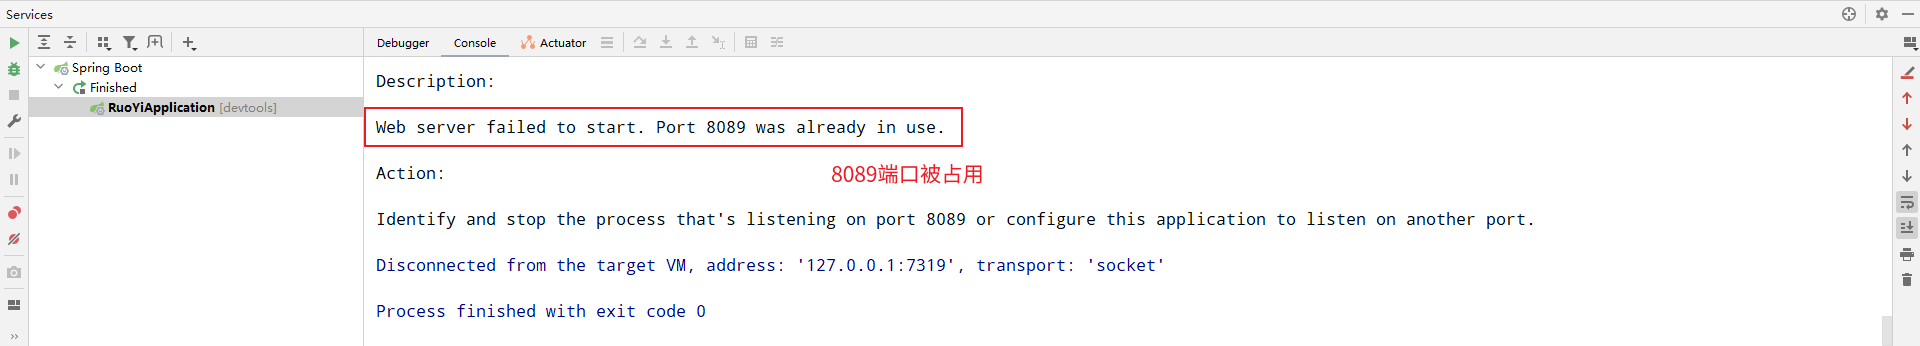 Services
Debugger
Console
Actuator
Spring Boot
Finished
RuoYiApplication [devtools]
Description:
Web server failed to start. Port 8089 was already in use.
Action:
8089端口被占用
Identify and stop the process that's listening on port 8089 or configure this application to listen on another port.
Disconnected from the target VM, address: '127.0.0.1:7319', transport: 'socket'
Process finished with exit code 0